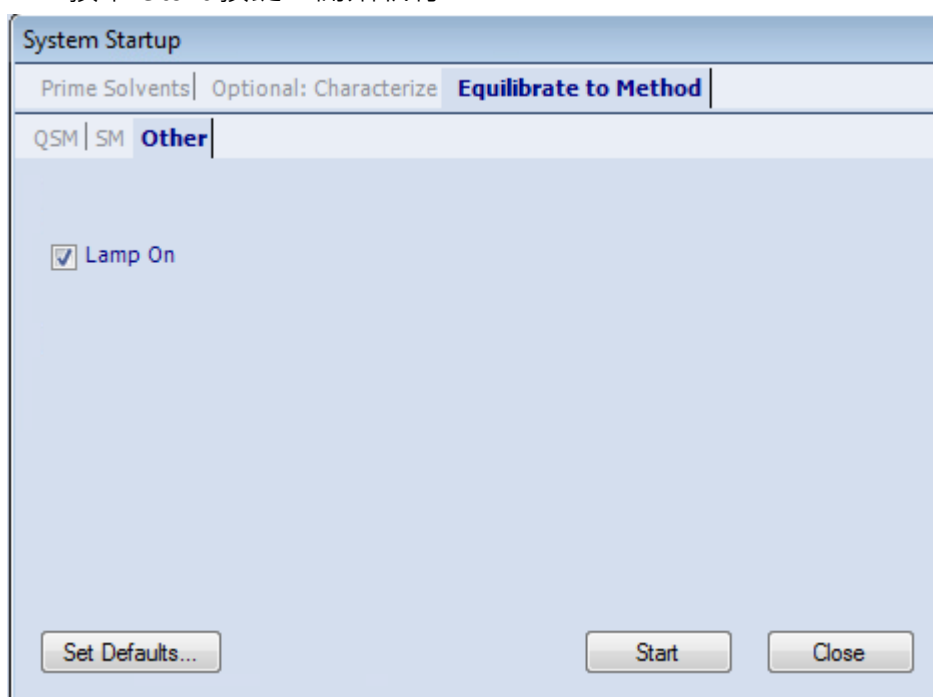 System Startup
Prime Solvents Optional: Characterize Equilibrate to Method
QSM SM Other
Lamp On
Set Defaults... Start Close